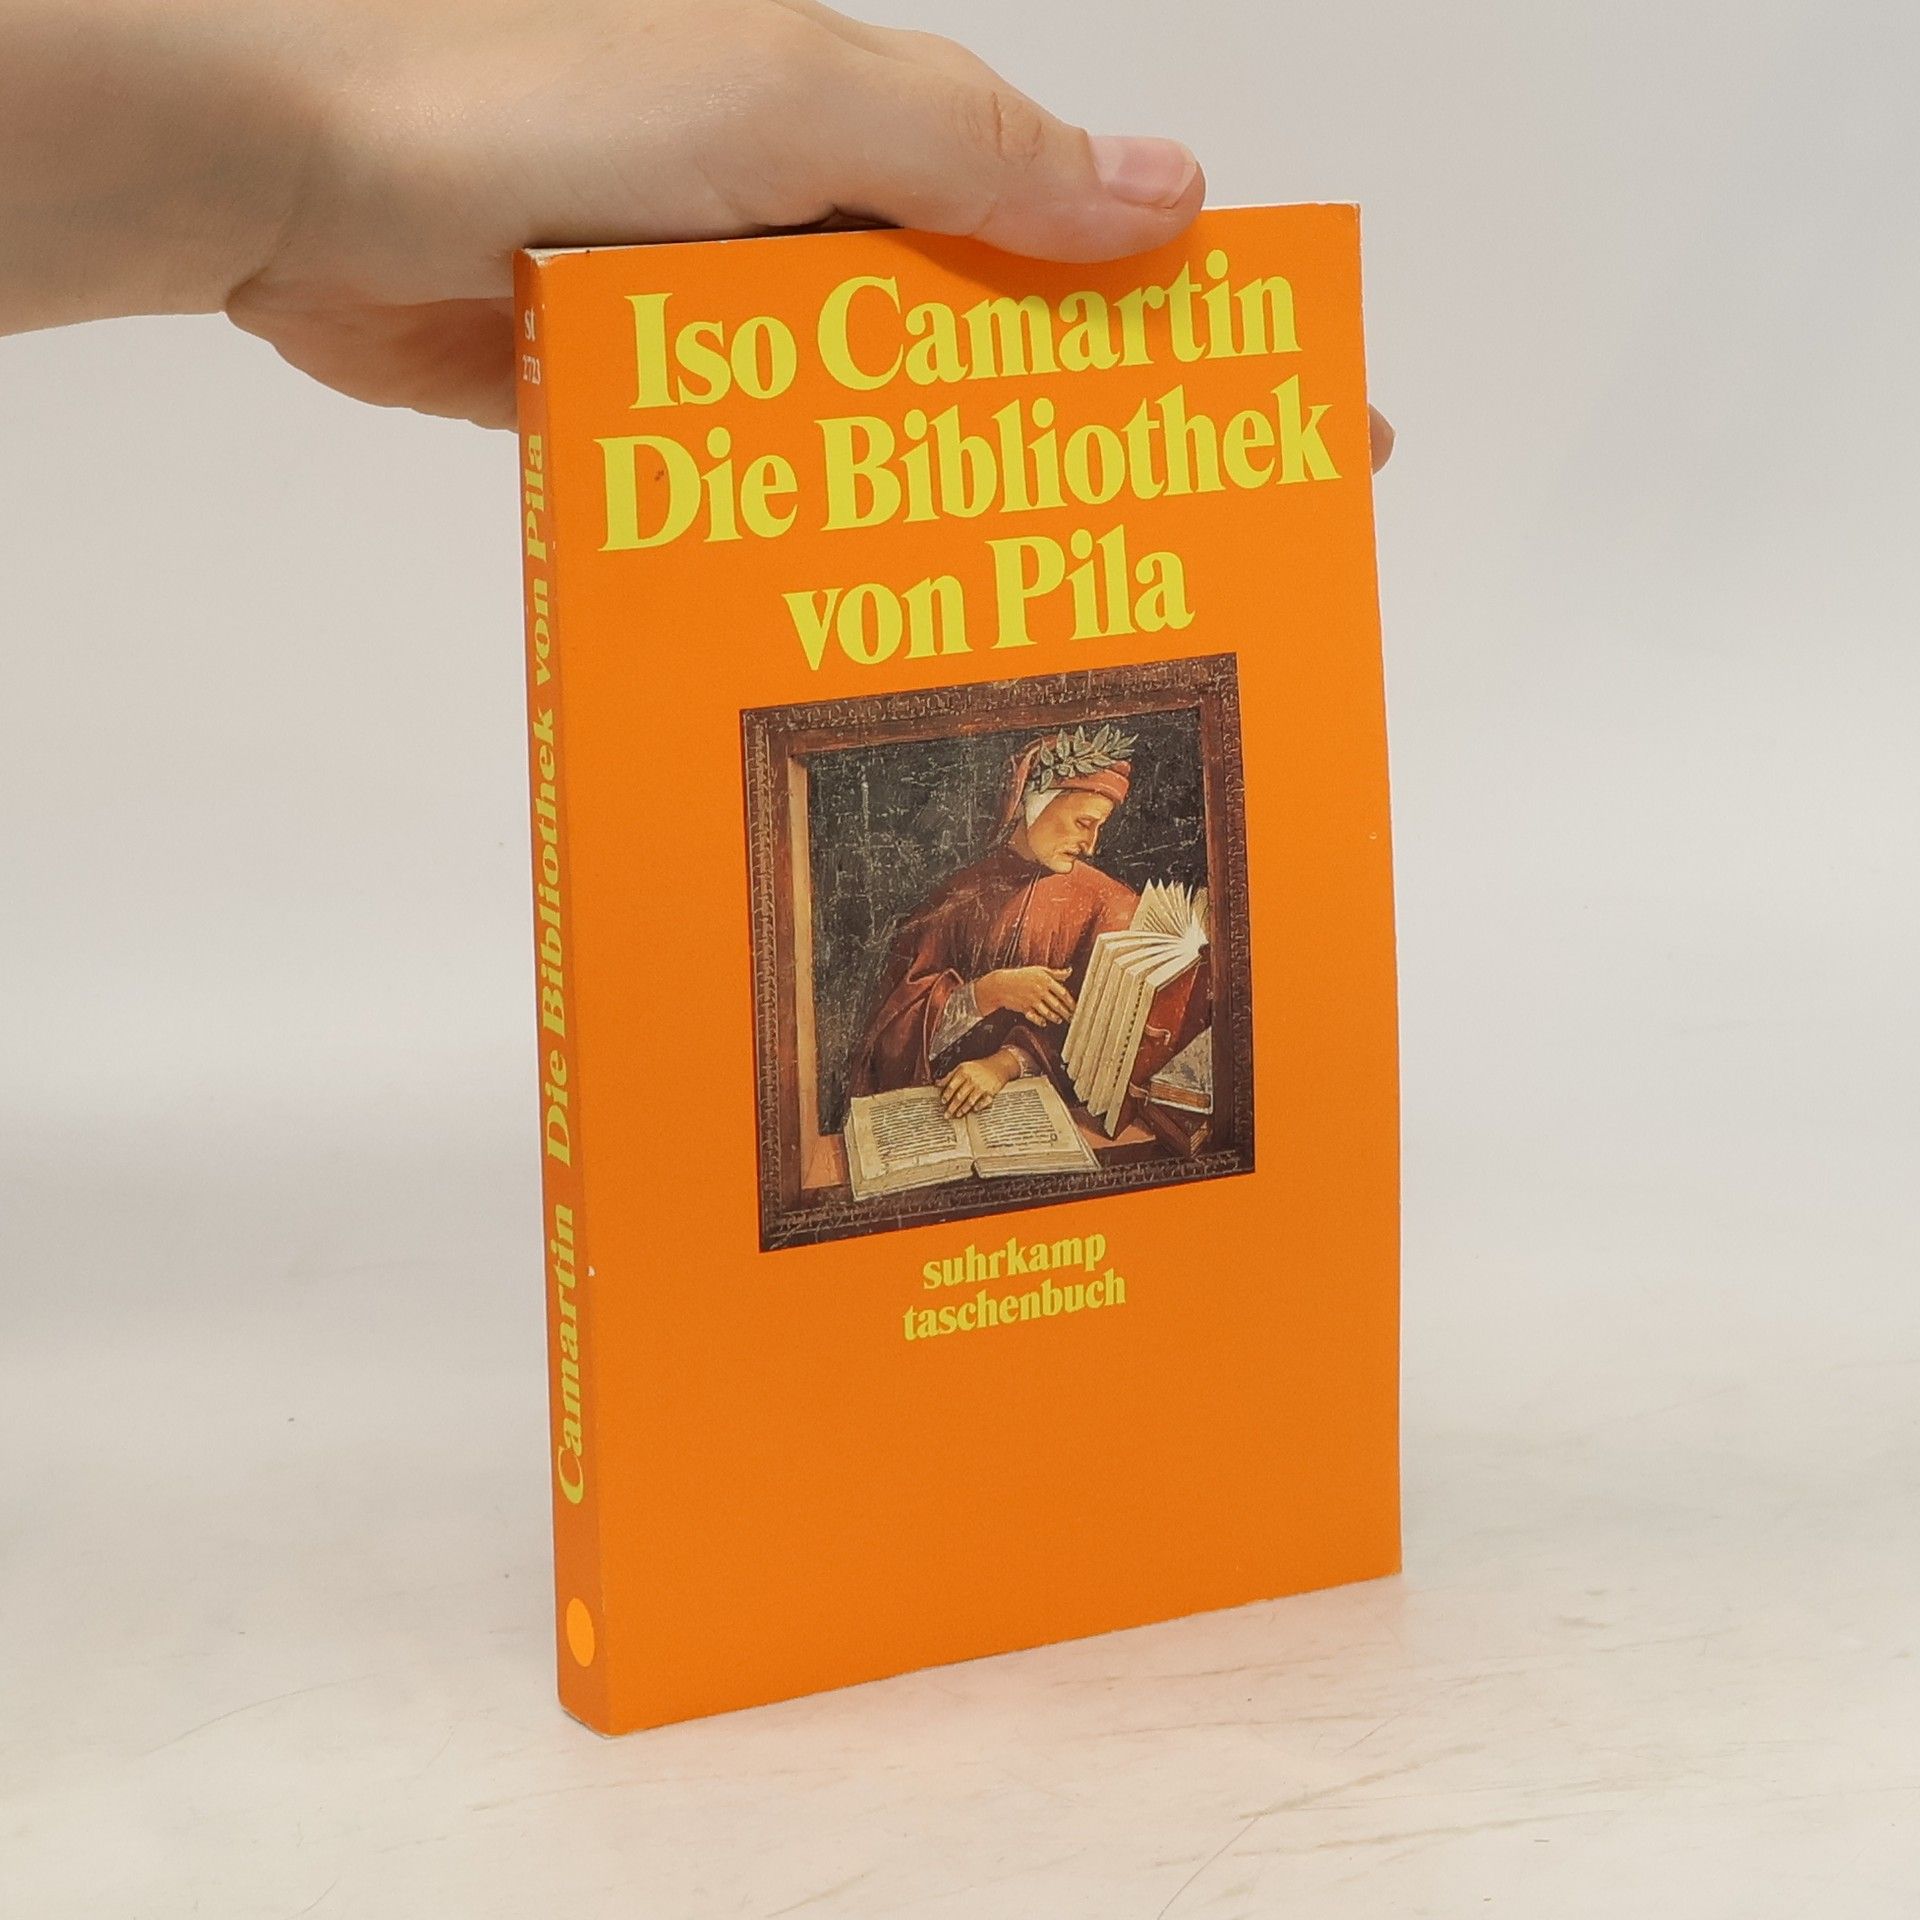 Iso Camartin
Die Bibliothek
von Pila
suhrkamp
taschenbuch
st
2723
Camartin Die Bibliothek von Pila